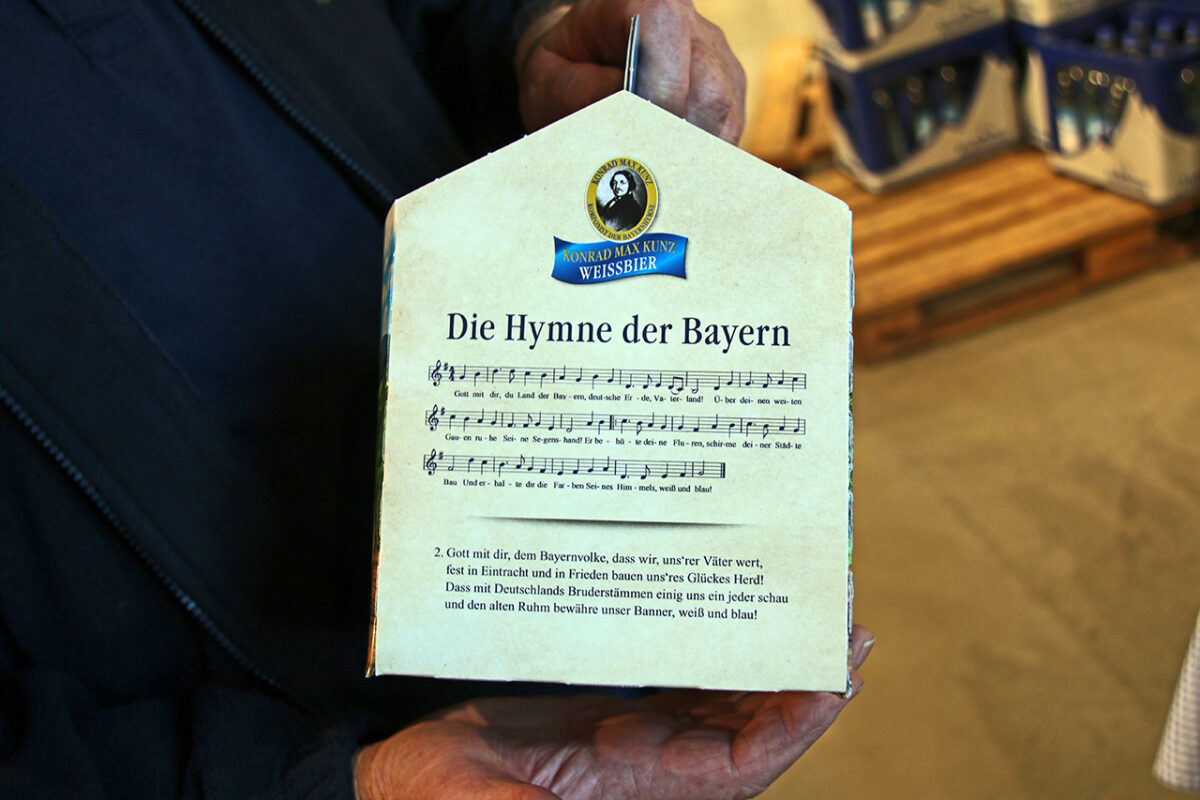 KONRAD MAX KUNZ
KOMPONIST DER BAYERNHYMNE
KONRAD MAX KUNZ
WEISSBIER
Die Hymne der Bayern
Gott mit dir, du Land der Bay - ern, deut-sche Er - de, Va - ter - land! Ü - ber dei - nen wei - ten
Gau - en ru - he Sei - ne Se-gens-hand! Er be - hü - te dei - ne Flu - ren, schir-me dei - ner Städ - te
Bau Und er - hal - te dir die Far - ben Sei - nes Him - mels, weiß und blau!
2. Gott mit dir, dem Bayernvolke, dass wir, uns‘rer Väter wert,
fest in Eintracht und in Frieden bauen uns‘res Glückes Herd!
Dass mit Deutschlands Bruderstämmen einig uns ein jeder schau
und den alten Ruhm bewähre unser Banner, weiß und blau!